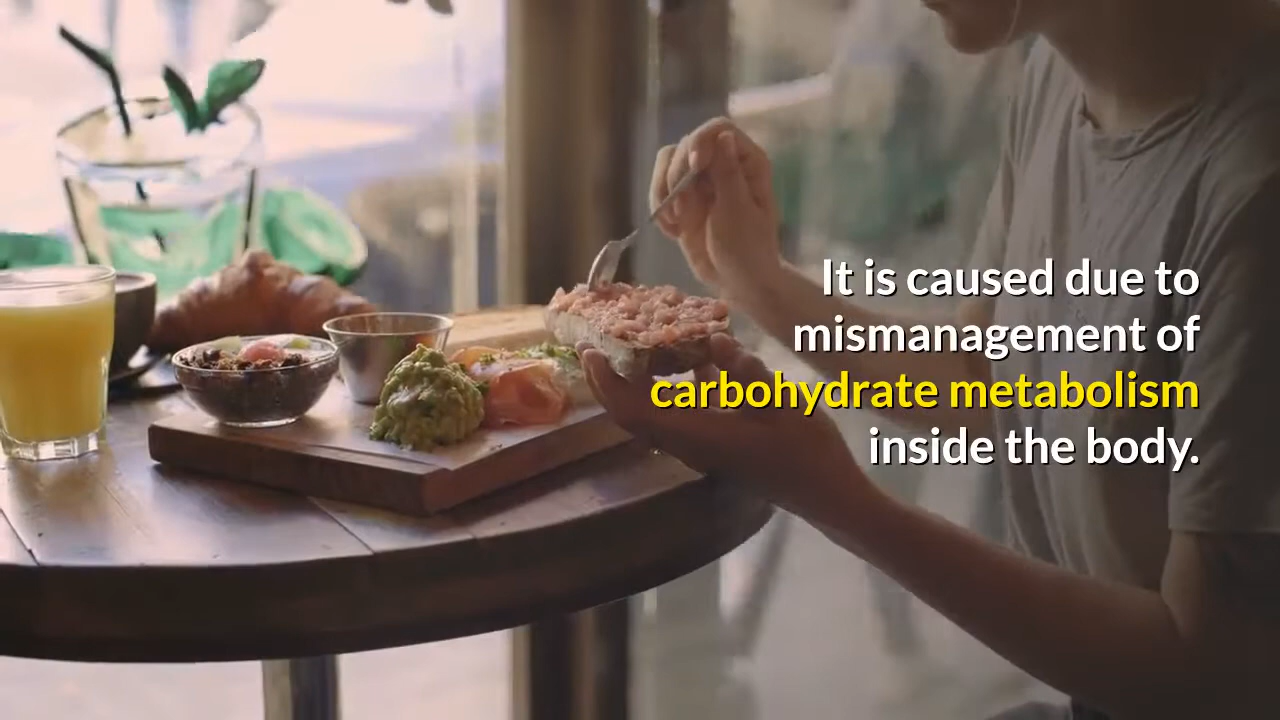 It is caused due to
mismanagement of
carbohydrate metabolism
inside the body.